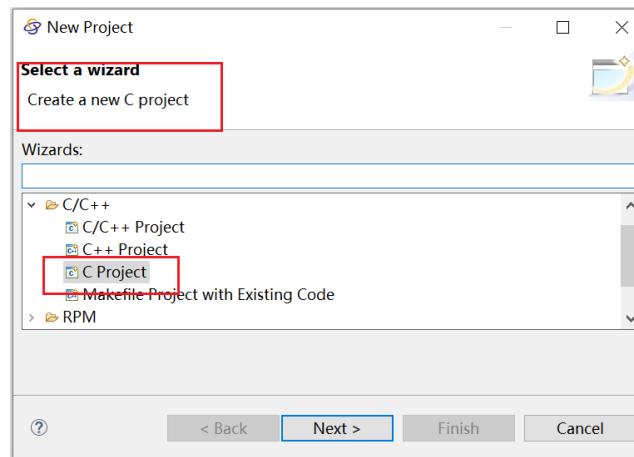 New Project
Select a wizard
Create a new C project
Wizards:
C/C++
C/C++ Project
C++ Project
C Project
Makefile Project with Existing Code
RPM
< Back Next > Finish Cancel